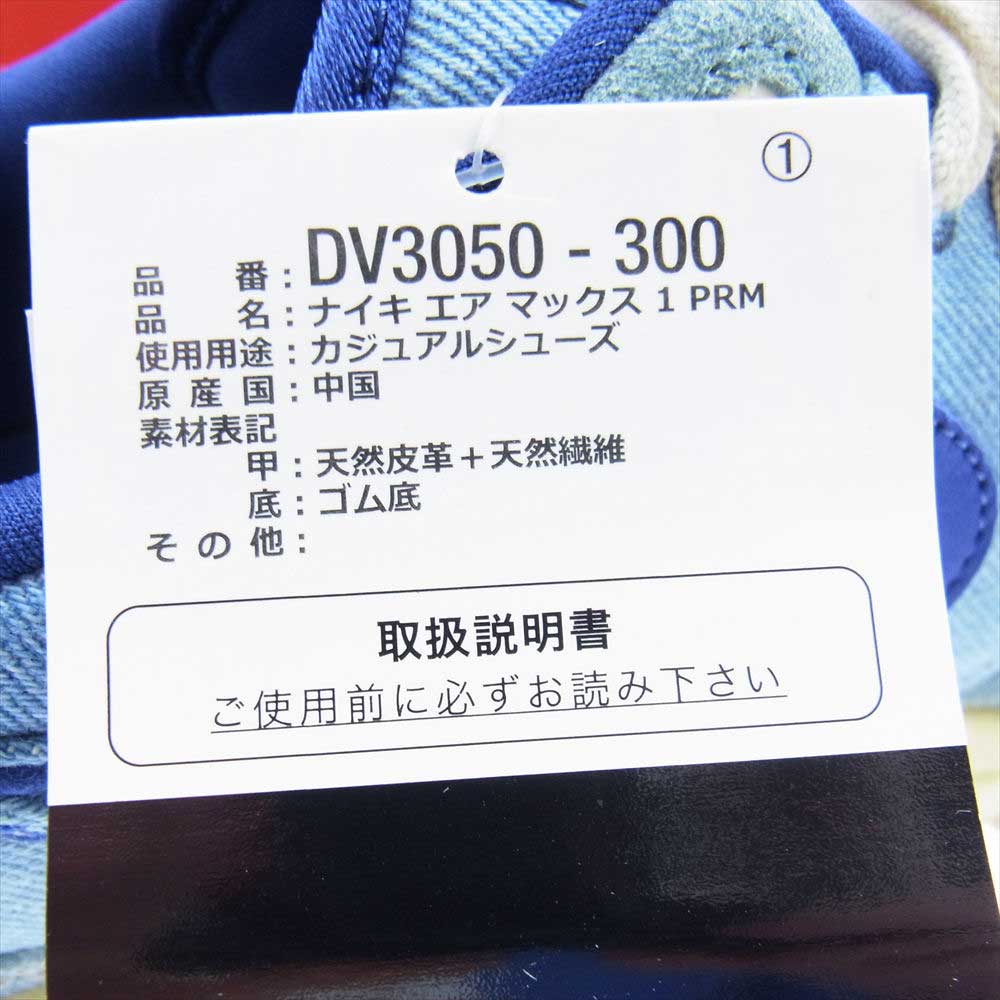 ①
品番：DV3050 - 300
品名：ナイキ エア マックス 1 PRM
使用用途：カジュアルシューズ
原産国：中国
素材表記
甲：天然皮革＋天然繊維
底：ゴム底
その他：
取扱説明書
ご使用前に必ずお読み下さい